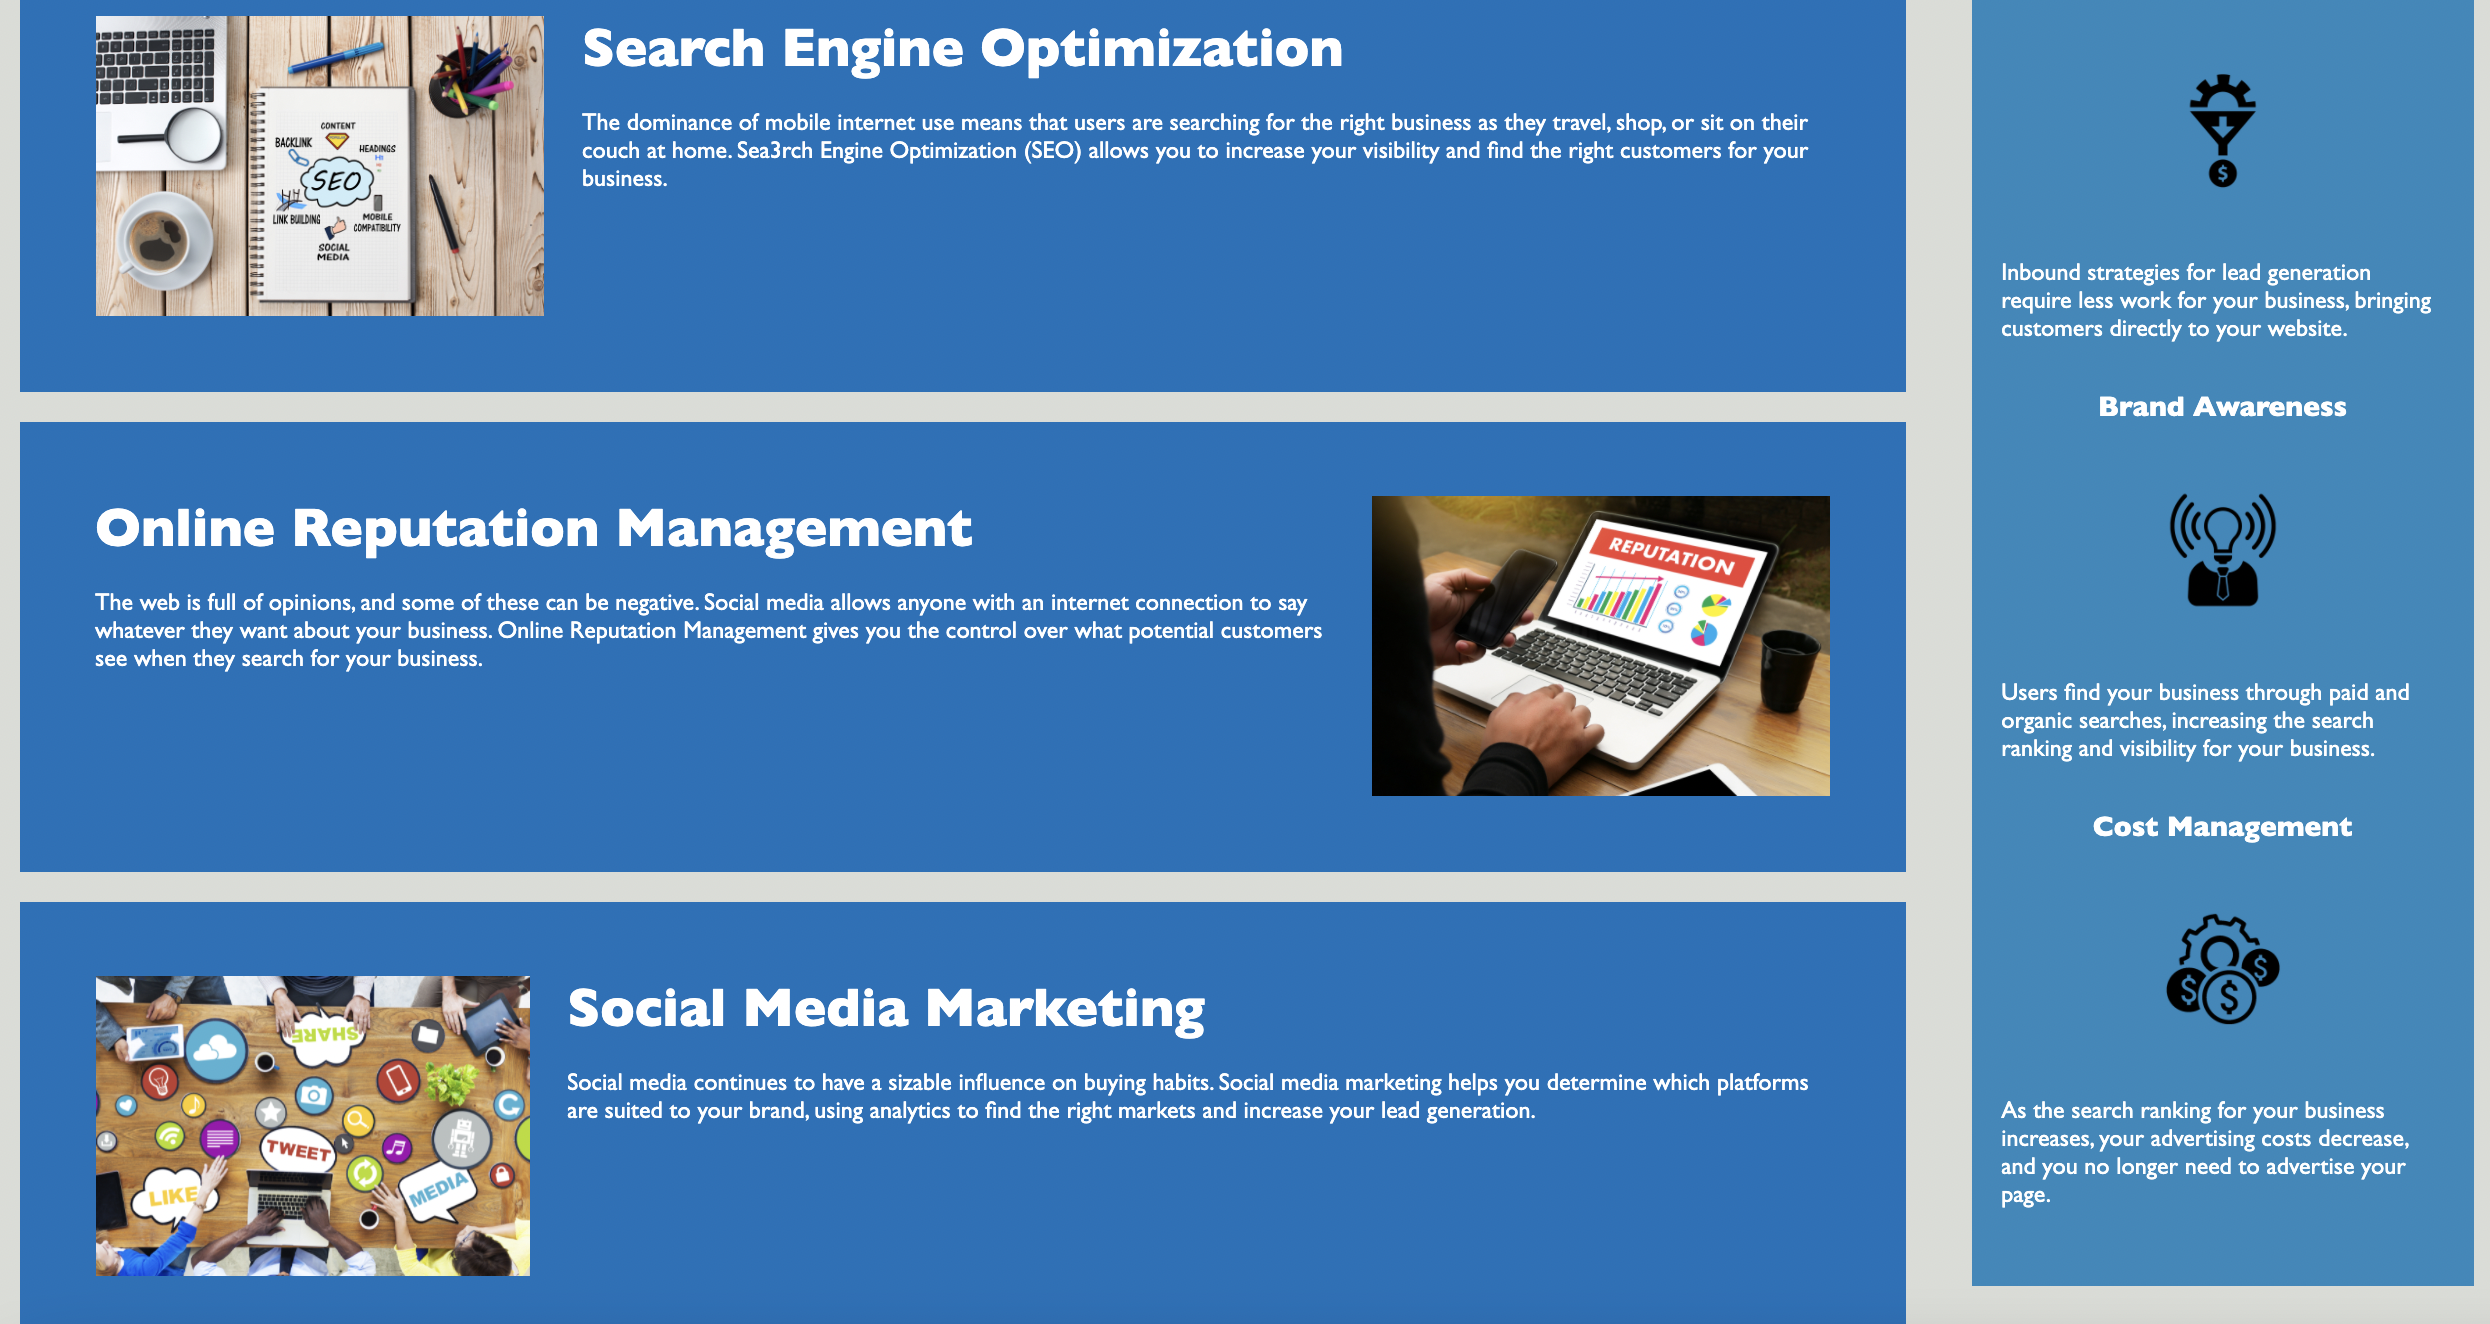 Search Engine Optimization
The dominance of mobile internet use means that users are searching for the right business as they travel, shop, or sit on their
couch at home. Sea3rch Engine Optimization (SEO) allows you to increase your visibility and find the right customers for your
business.
CONTENT
BACKLINK
HEADINGS
H1
SEO
LINK BUILDING
MOBILE
COMPATIBILITY
SOCIAL
MEDIA
Online Reputation Management
The web is full of opinions, and some of these can be negative. Social media allows anyone with an internet connection to say
whatever they want about your business. Online Reputation Management gives you the control over what potential customers
see when they search for your business.
REPUTATION
Social Media Marketing
Social media continues to have a sizable influence on buying habits. Social media marketing helps you determine which platforms
are suited to your brand, using analytics to find the right markets and increase your lead generation.
SHARE
TWEET
LIKE
MEDIA
$
Inbound strategies for lead generation
require less work for your business, bringing
customers directly to your website.
Brand Awareness
Users find your business through paid and
organic searches, increasing the search
ranking and visibility for your business.
Cost Management
$ $ $
As the search ranking for your business
increases, your advertising costs decrease,
and you no longer need to advertise your
page.